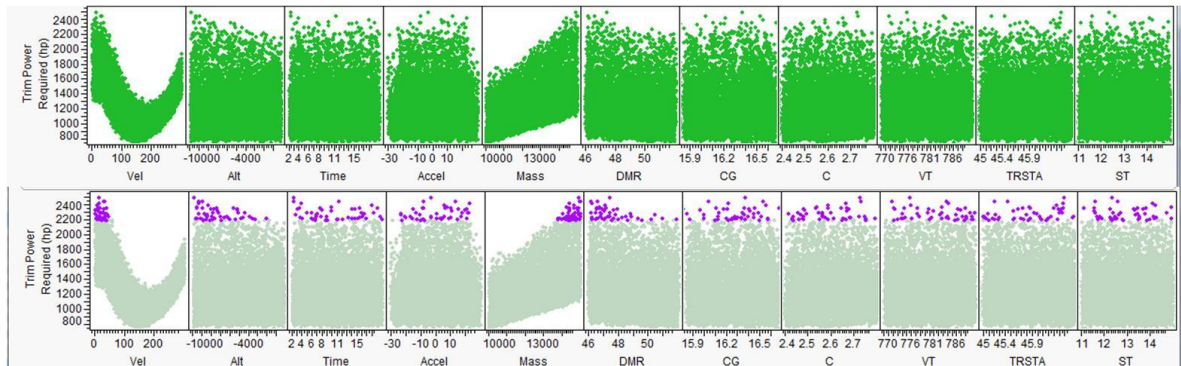 Trim Power
Required (hp)
2400
2200
2000
1800
1600
1400
1200
1000
800
0 100 200
-10000 -4000
2 4 6 8 11 15
-30 -10 0 10
10000 13000
46 48 50
15.9 16.2 16.5
2.4 2.5 2.6 2.7
770 776 781 786
45 45.4 45.9
11 12 13 14
Vel Alt Time Accel Mass DMR CG C VT TRSTA ST
Trim Power
Required (hp)
2400
2200
2000
1800
1600
1400
1200
1000
800
0 100 200
-10000 -4000
2 4 6 8 11 15
-30 -10 0 10
10000 13000
46 48 50
15.9 16.2 16.5
2.4 2.5 2.6 2.7
770 776 781 786
45 45.4 45.9
11 12 13 14
Vel Alt Time Accel Mass DMR CG C VT TRSTA ST